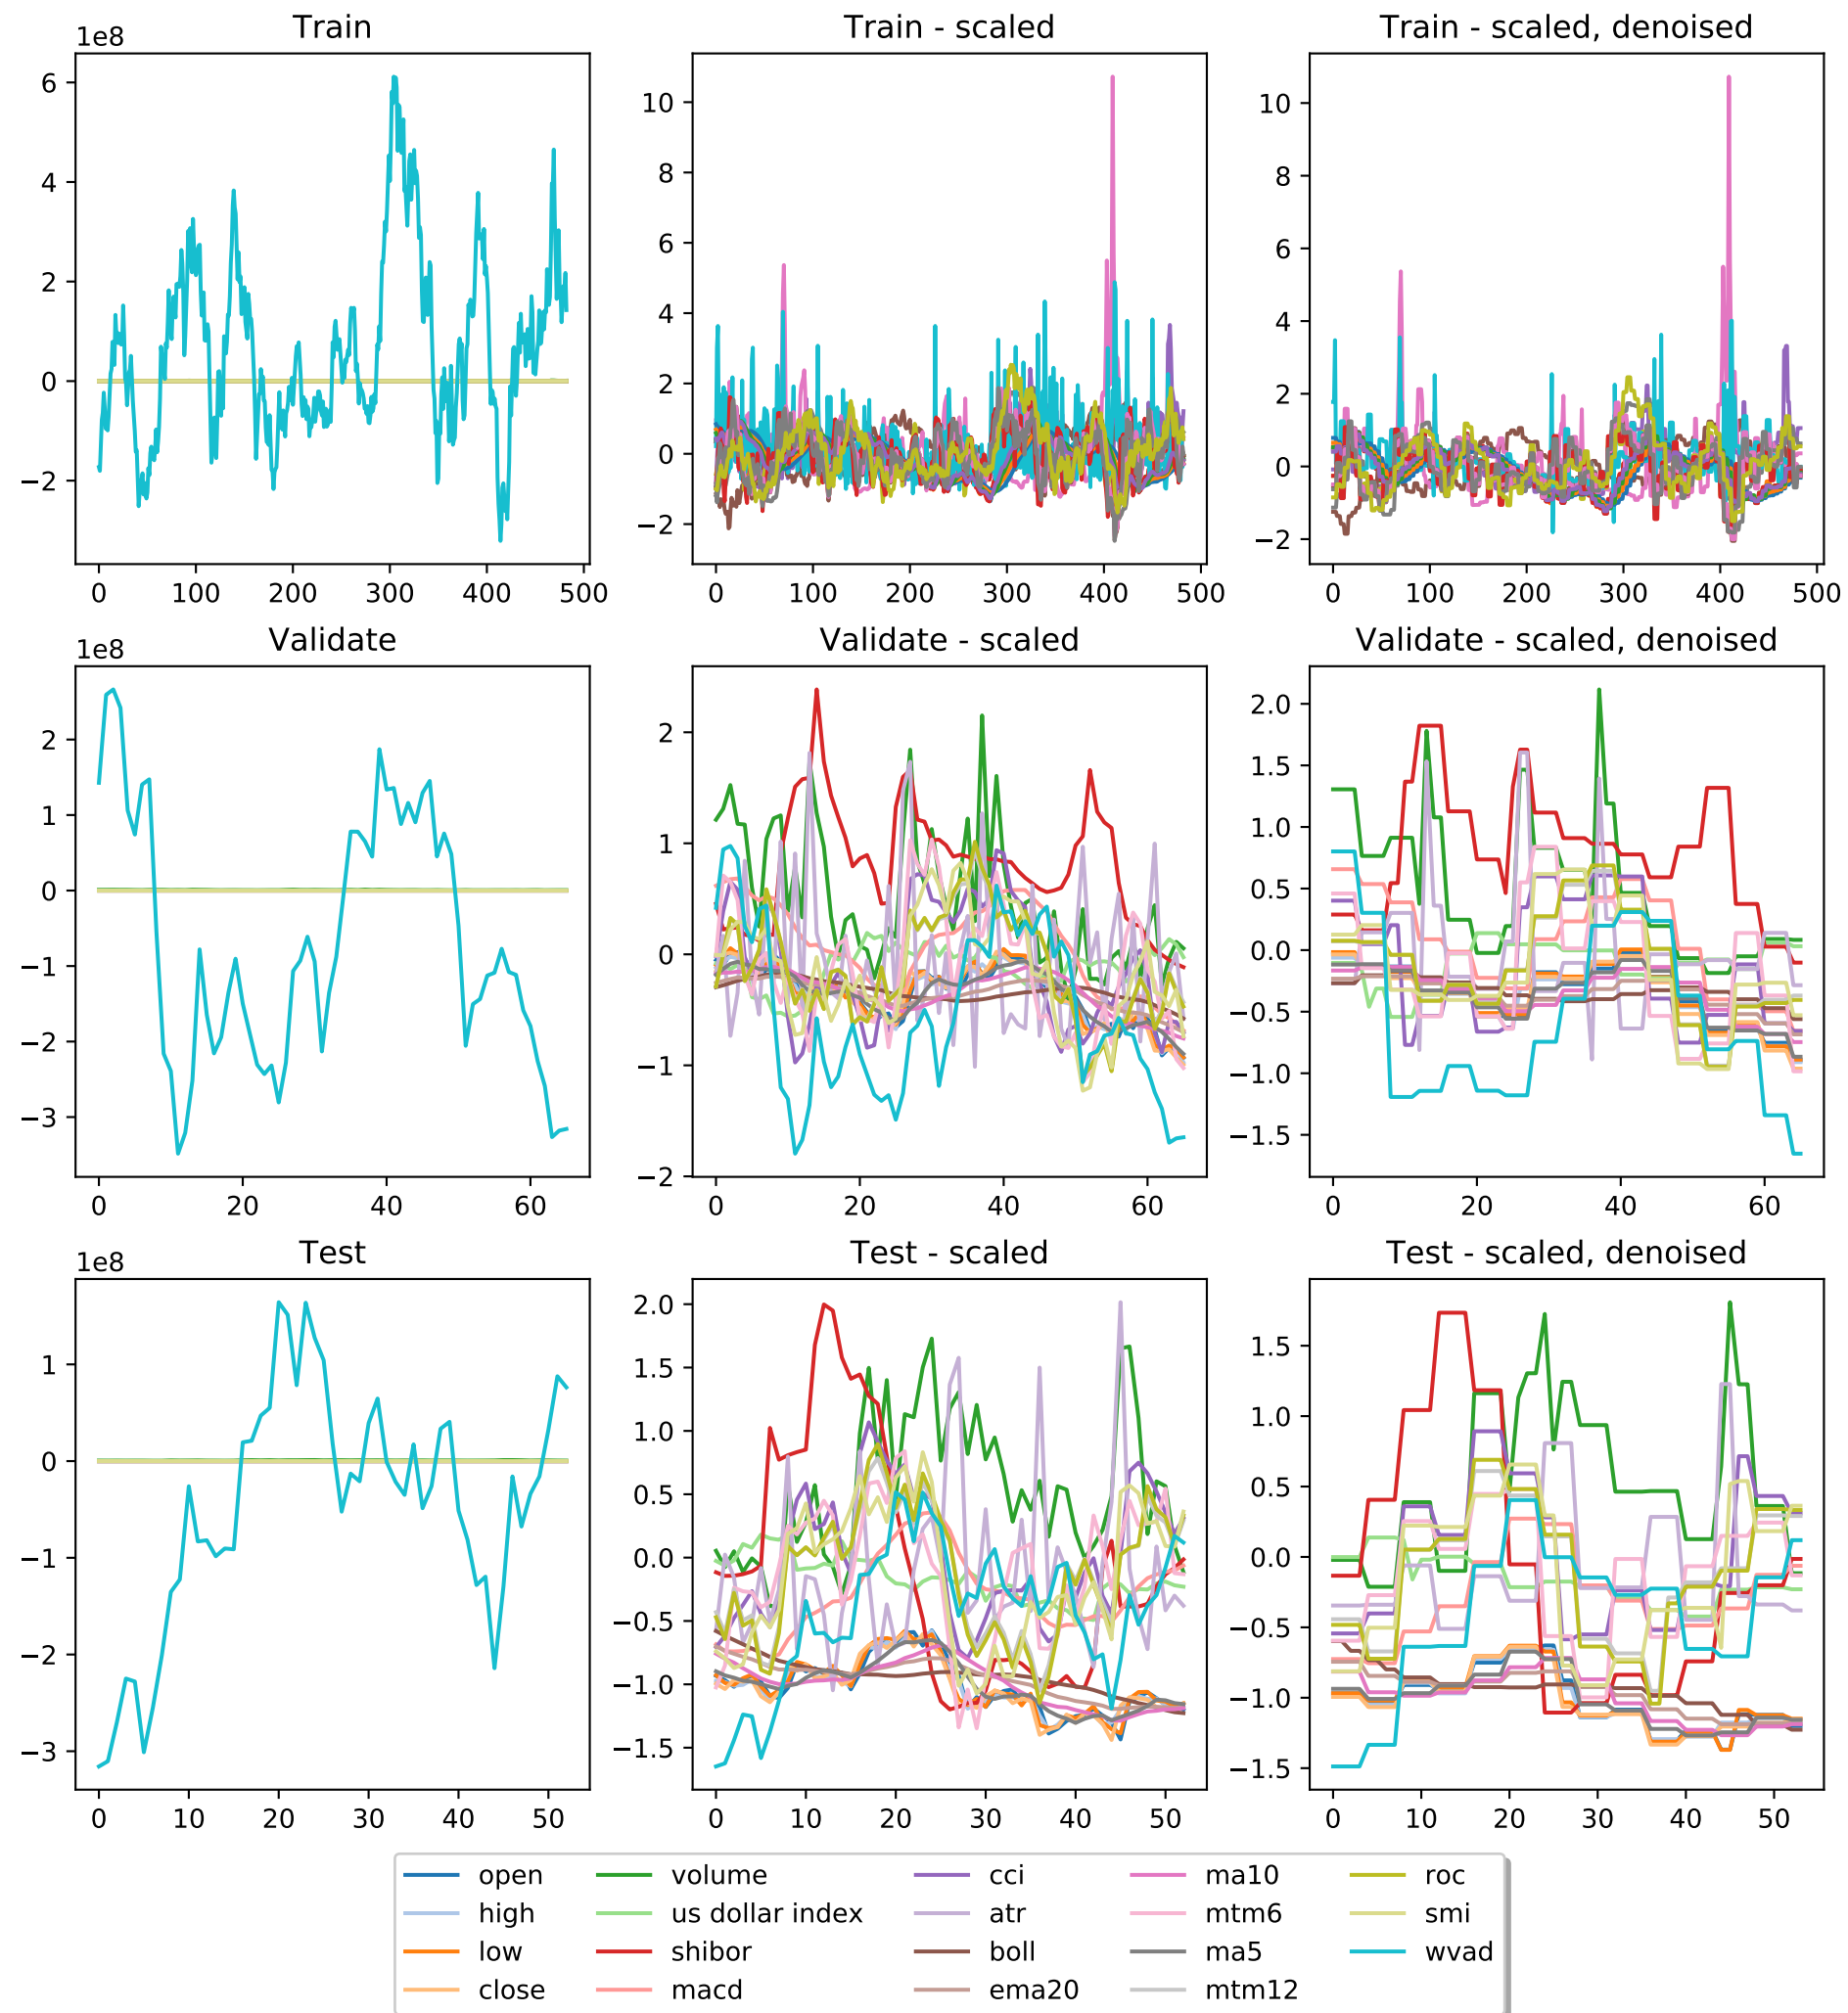 Train
Train - scaled
Train - scaled, denoised
1e8
6
4
2
0
−2
0 100 200 300 400 500
10
8
6
4
2
0
−2
0 100 200 300 400 500
10
8
6
4
2
0
−2
0 100 200 300 400 500
Validate
Validate - scaled
Validate - scaled, denoised
1e8
2
1
0
−1
−2
−3
0 20 40 60
2
1
0
−1
−2
0 20 40 60
2.0
1.5
1.0
0.5
0.0
−0.5
−1.0
−1.5
0 20 40 60
Test
Test - scaled
Test - scaled, denoised
1e8
1
0
−1
−2
−3
0 10 20 30 40 50
2.0
1.5
1.0
0.5
0.0
−0.5
−1.0
−1.5
0 10 20 30 40 50
1.5
1.0
0.5
0.0
−0.5
−1.0
−1.5
0 10 20 30 40 50
open volume cci ma10 roc
high us dollar index atr mtm6 smi
low shibor boll ma5 wvad
close macd ema20 mtm12